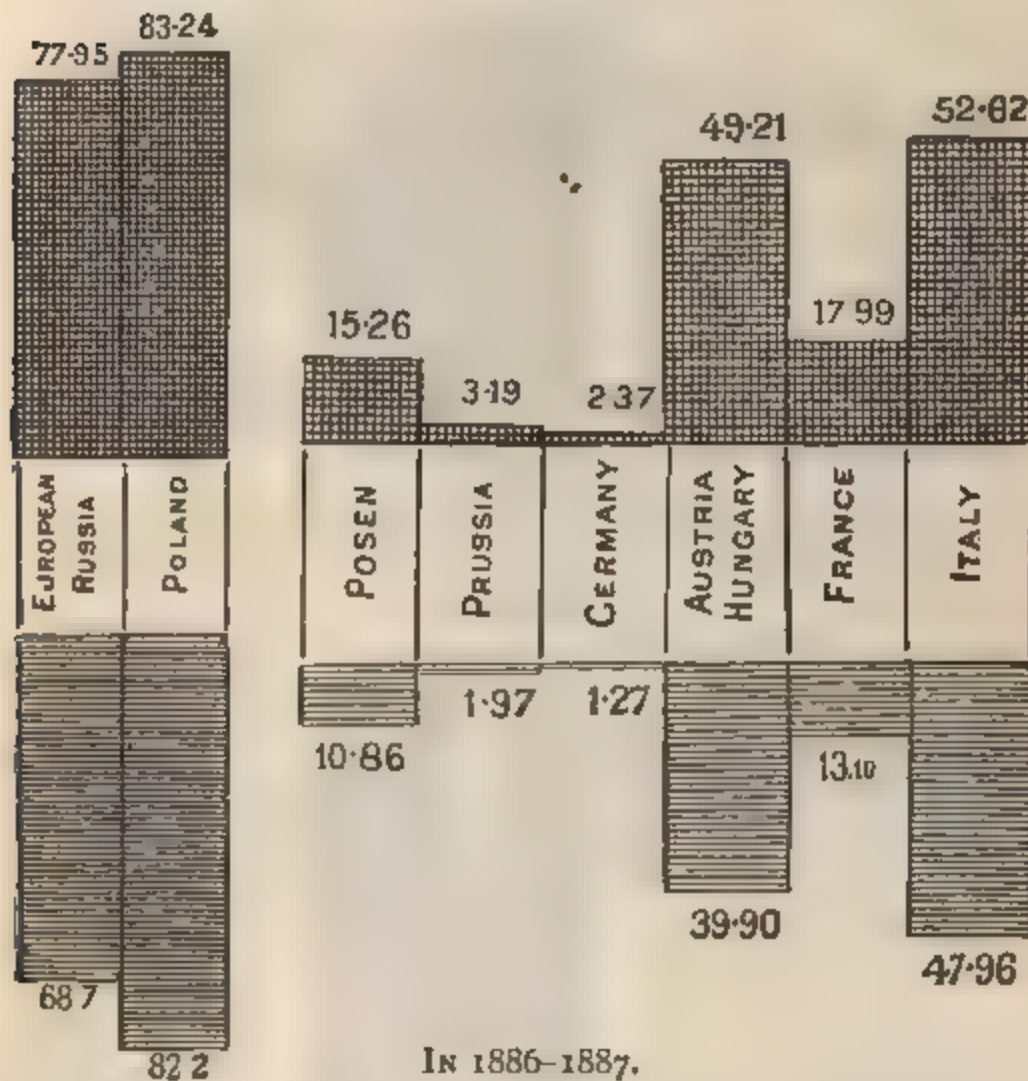 83·24
77·95
49·21
52·62
15·26
3·19
2·37
17 99
EUROPEAN
RUSSIA
POLAND
POSEN
PRUSSIA
GERMANY
AUSTRIA
HUNGARY
FRANCE
ITALY
10·86
1·97
1·27
13.10
39·90
47·96
68 7
82 2
IN 1886–1887.